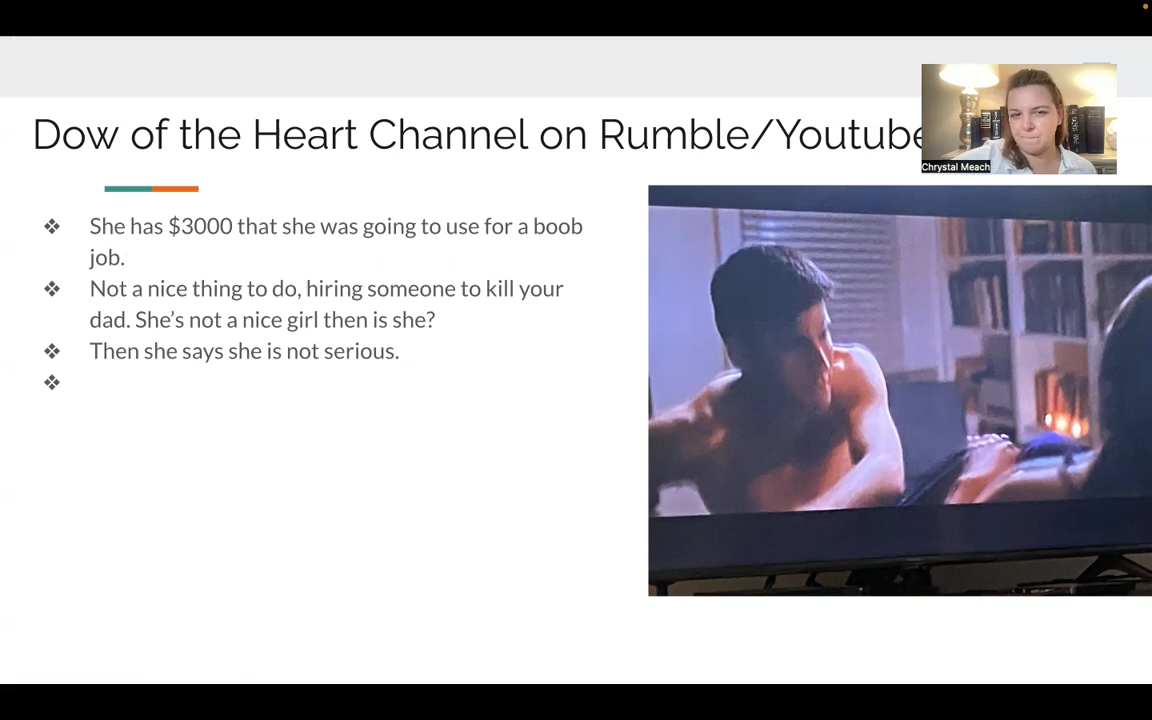 Dow of the Heart Channel on Rumble/Youtube
Chrystal Meach
She has $3000 that she was going to use for a boob
job.
Not a nice thing to do, hiring someone to kill your
dad. She’s not a nice girl then is she?
Then she says she is not serious.